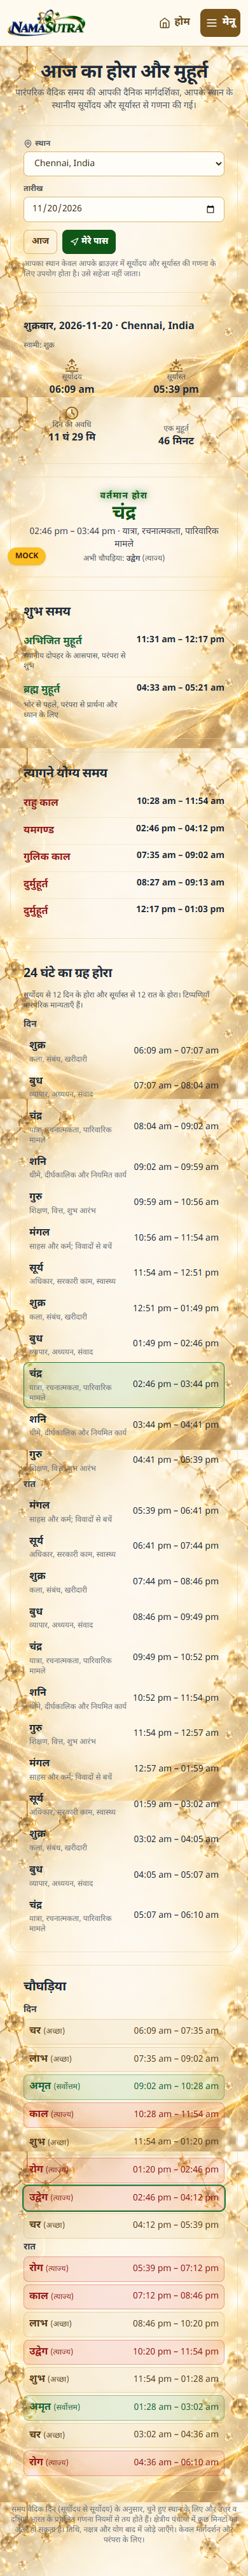 NAMASUTRA
होम
मेनू
आज का होरा और मुहूर्त
पारंपरिक वैदिक समय की आपकी दैनिक मार्गदर्शिका, आपके स्थान के
स्थानीय सूर्योदय और सूर्यास्त से गणना की गई।
स्थान
Chennai, India
तारीख
11/20/2026
आज
मेरे पास
आपका स्थान केवल आपके ब्राउज़र में सूर्योदय और सूर्यास्त की गणना के
लिए उपयोग होता है। उसे सहेजा नहीं जाता।
शुक्रवार, 2026-11-20 · Chennai, India
स्वामी: शुक्र
सूर्योदय
06:09 am
सूर्यास्त
05:39 pm
दिन की अवधि
11 घं 29 मि
एक मुहूर्त
46 मिनट
वर्तमान होरा
चंद्र
02:46 pm – 03:44 pm · यात्रा, रचनात्मकता, पारिवारिक
मामले
MOCK
अभी चौघड़िया: उद्वेग (त्याज्य)
शुभ समय
अभिजित मुहूर्त
11:31 am – 12:17 pm
स्थानीय दोपहर के आसपास, परंपरा से
शुभ
ब्रह्म मुहूर्त
04:33 am – 05:21 am
भोर से पहले, परंपरा से प्रार्थना और
ध्यान के लिए
त्यागने योग्य समय
राहु काल
10:28 am – 11:54 am
यमगण्ड
02:46 pm – 04:12 pm
गुलिक काल
07:35 am – 09:02 am
दुर्मुहूर्त
08:27 am – 09:13 am
दुर्मुहूर्त
12:17 pm – 01:03 pm
24 घंटे का ग्रह होरा
सूर्योदय से 12 दिन के होरा और सूर्यास्त से 12 रात के होरा। टिप्पणियाँ
पारंपरिक मान्यताएँ हैं।
दिन
शुक्र
कला, संबंध, खरीदारी
06:09 am – 07:07 am
बुध
व्यापार, अध्ययन, संवाद
07:07 am – 08:04 am
चंद्र
यात्रा, रचनात्मकता, पारिवारिक
मामले
08:04 am – 09:02 am
शनि
धीमे, दीर्घकालिक और नियमित कार्य
09:02 am – 09:59 am
गुरु
शिक्षण, वित्त, शुभ आरंभ
09:59 am – 10:56 am
मंगल
साहस और कर्म; विवादों से बचें
10:56 am – 11:54 am
सूर्य
अधिकार, सरकारी काम, स्वास्थ्य
11:54 am – 12:51 pm
शुक्र
कला, संबंध, खरीदारी
12:51 pm – 01:49 pm
बुध
व्यापार, अध्ययन, संवाद
01:49 pm – 02:46 pm
चंद्र
यात्रा, रचनात्मकता, पारिवारिक
मामले
02:46 pm – 03:44 pm
शनि
धीमे, दीर्घकालिक और नियमित कार्य
03:44 pm – 04:41 pm
गुरु
शिक्षण, वित्त, शुभ आरंभ
04:41 pm – 05:39 pm
रात
मंगल
साहस और कर्म; विवादों से बचें
05:39 pm – 06:41 pm
सूर्य
अधिकार, सरकारी काम, स्वास्थ्य
06:41 pm – 07:44 pm
शुक्र
कला, संबंध, खरीदारी
07:44 pm – 08:46 pm
बुध
व्यापार, अध्ययन, संवाद
08:46 pm – 09:49 pm
चंद्र
यात्रा, रचनात्मकता, पारिवारिक
मामले
09:49 pm – 10:52 pm
शनि
धीमे, दीर्घकालिक और नियमित कार्य
10:52 pm – 11:54 pm
गुरु
शिक्षण, वित्त, शुभ आरंभ
11:54 pm – 12:57 am
मंगल
साहस और कर्म; विवादों से बचें
12:57 am – 01:59 am
सूर्य
अधिकार, सरकारी काम, स्वास्थ्य
01:59 am – 03:02 am
शुक्र
कला, संबंध, खरीदारी
03:02 am – 04:05 am
बुध
व्यापार, अध्ययन, संवाद
04:05 am – 05:07 am
चंद्र
यात्रा, रचनात्मकता, पारिवारिक
मामले
05:07 am – 06:10 am
चौघड़िया
दिन
चर (अच्छा)
06:09 am – 07:35 am
लाभ (अच्छा)
07:35 am – 09:02 am
अमृत (सर्वोत्तम)
09:02 am – 10:28 am
काल (त्याज्य)
10:28 am – 11:54 am
शुभ (अच्छा)
11:54 am – 01:20 pm
रोग (त्याज्य)
01:20 pm – 02:46 pm
उद्वेग (त्याज्य)
02:46 pm – 04:12 pm
चर (अच्छा)
04:12 pm – 05:39 pm
रात
रोग (त्याज्य)
05:39 pm – 07:12 pm
काल (त्याज्य)
07:12 pm – 08:46 pm
लाभ (अच्छा)
08:46 pm – 10:20 pm
उद्वेग (त्याज्य)
10:20 pm – 11:54 pm
शुभ (अच्छा)
11:54 pm – 01:28 am
अमृत (सर्वोत्तम)
01:28 am – 03:02 am
चर (अच्छा)
03:02 am – 04:36 am
रोग (त्याज्य)
04:36 am – 06:10 am
समय वैदिक दिन (सूर्योदय से सूर्योदय) के अनुसार, चुने हुए स्थान के लिए और उत्तर व
दक्षिण भारत के प्रचलित गणना नियमों से तय होते हैं। क्षेत्रीय पंचांगों में कुछ मिनटों का
अंतर हो सकता है। तिथि, नक्षत्र और योग बाद में जोड़े जाएँगे। केवल मार्गदर्शन और
परंपरा के लिए।